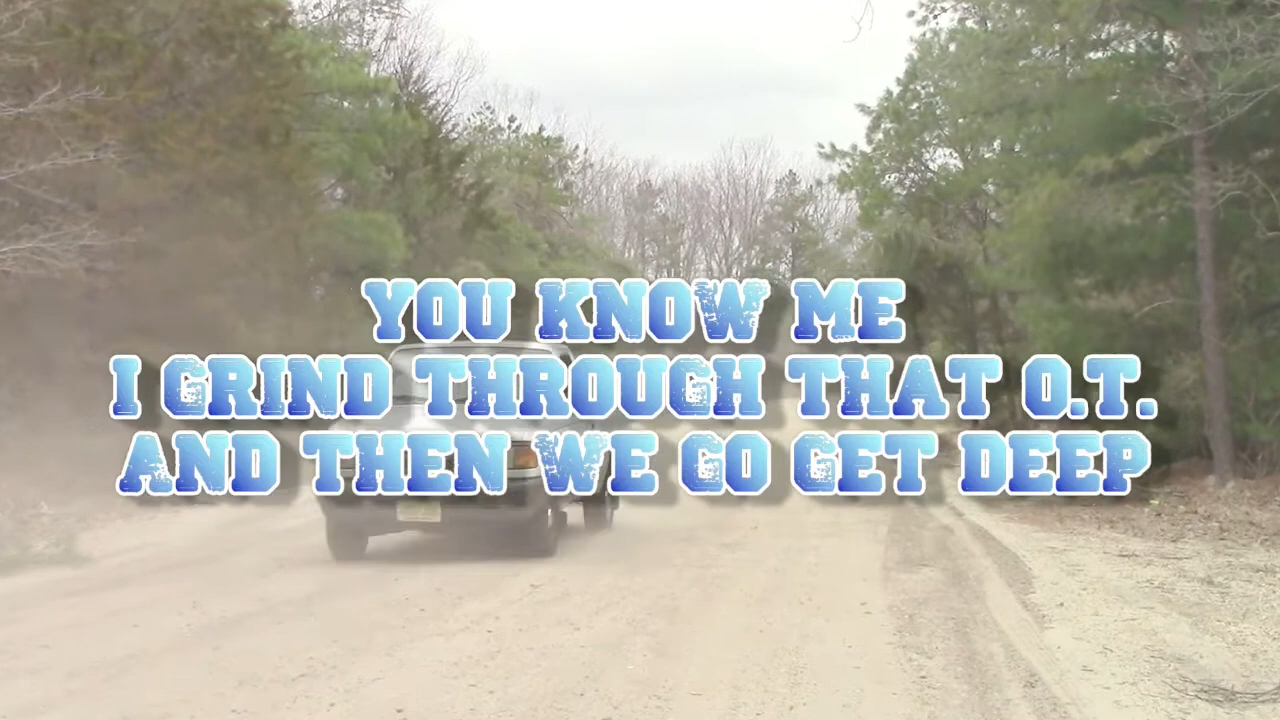 YOU KNOW ME
I GRIND THROUGH THAT O.T.
AND THEN WE GO GET DEEP